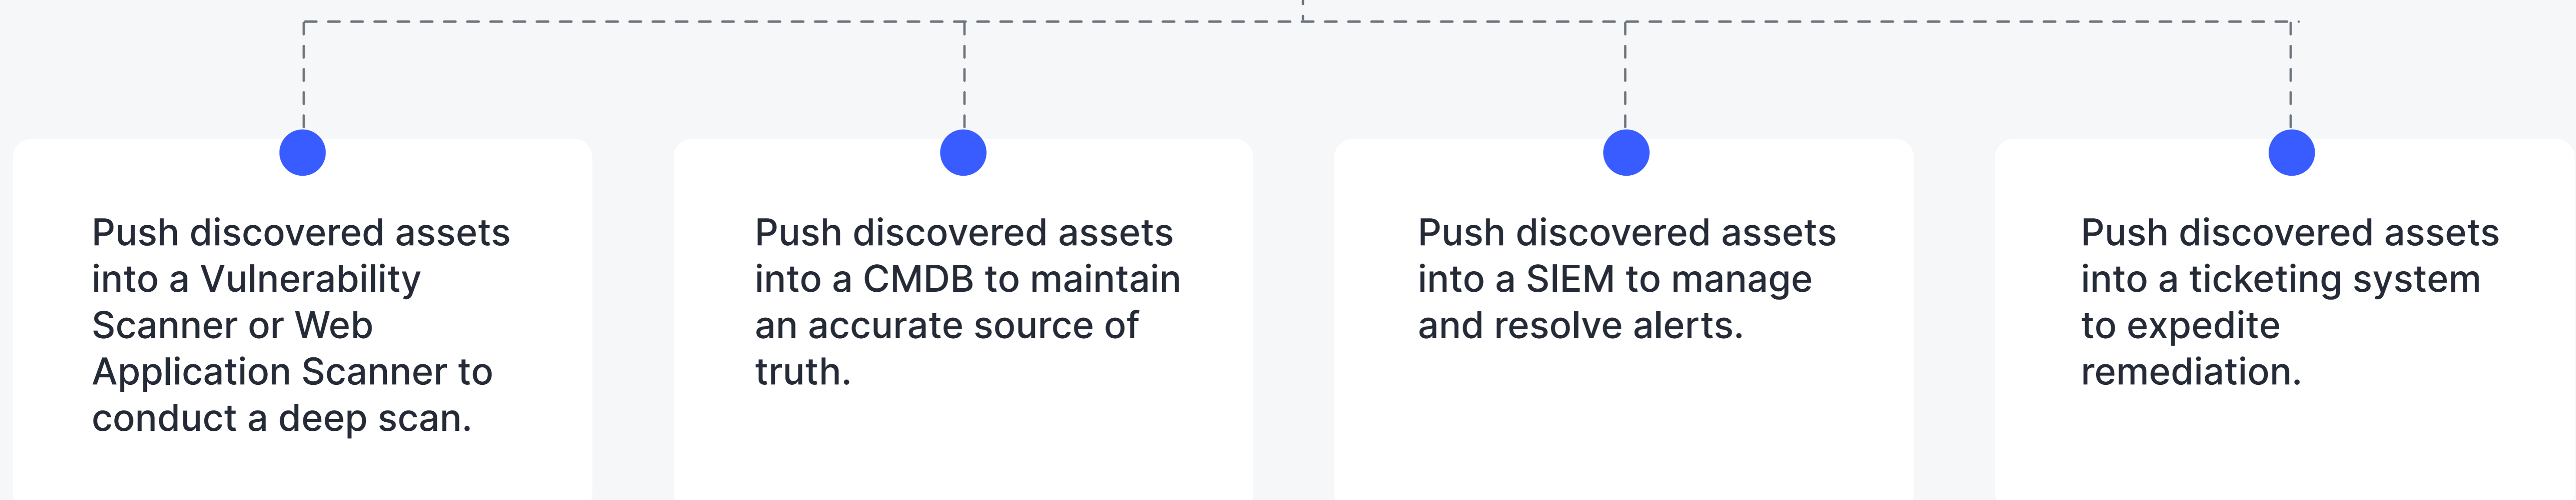 Push discovered assets
into a Vulnerability
Scanner or Web
Application Scanner to
conduct a deep scan.
Push discovered assets
into a CMDB to maintain
an accurate source of
truth.
Push discovered assets
into a SIEM to manage
and resolve alerts.
Push discovered assets
into a ticketing system
to expedite
remediation.